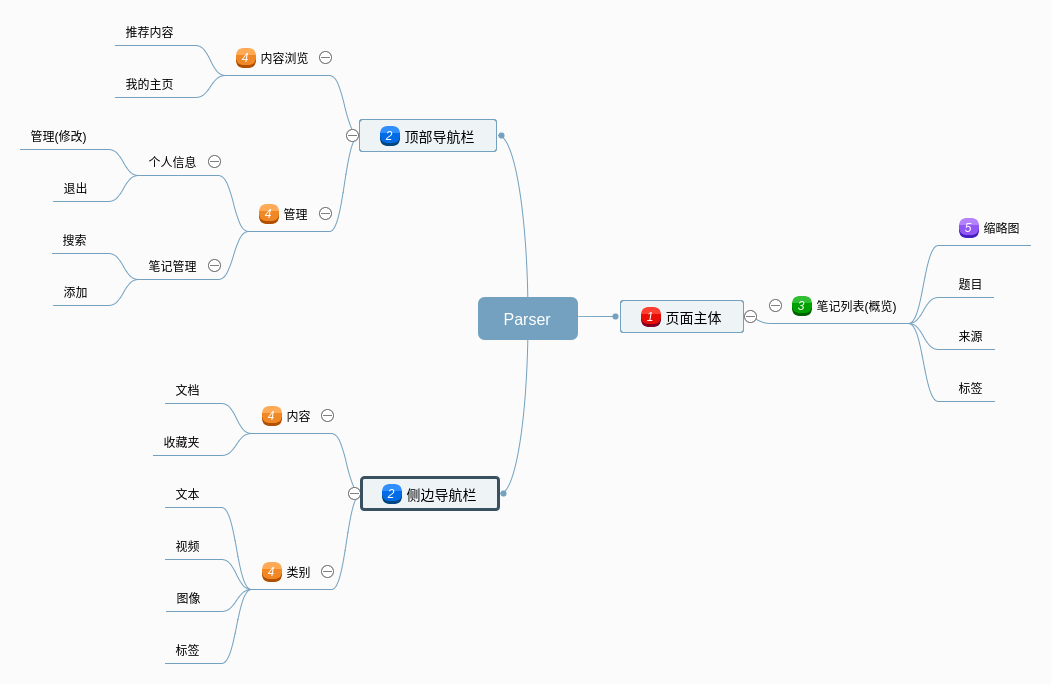 推荐内容
4 内容浏览
我的主页
2 顶部导航栏
管理(修改)
个人信息
退出
4 管理
搜索
笔记管理
添加
Parser
1 页面主体
3 笔记列表(概览)
5 缩略图
题目
来源
标签
文档
4 内容
收藏夹
2 侧边导航栏
文本
视频
4 类别
图像
标签